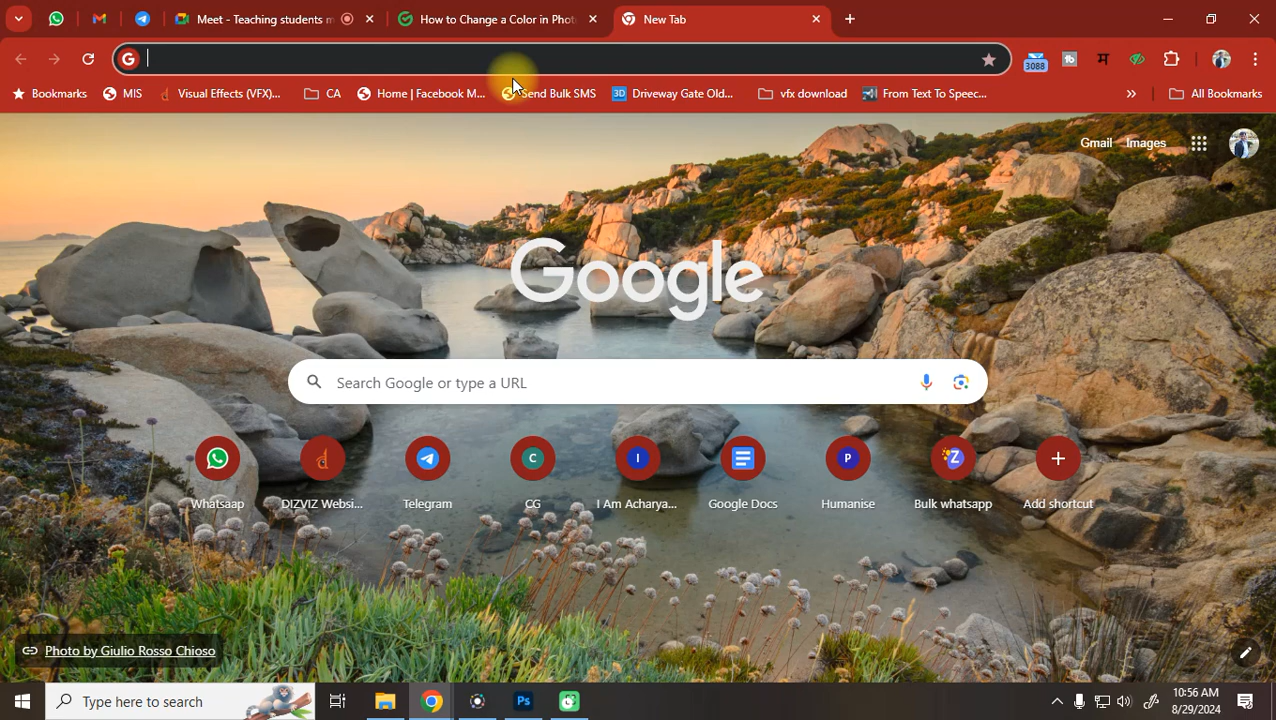 Meet - Teaching students m
How to Change a Color in Phot
New Tab
3088
Bookmarks
MIS
Visual Effects (VFX)...
CA
Home | Facebook M...
Send Bulk SMS
3D
Driveway Gate Old...
vfx download
From Text To Speec...
»
All Bookmarks
Gmail
Images
Google
Search Google or type a URL
C
I
P
Z
Whatsaap
DIZVIZ Websi...
Telegram
CG
I Am Acharya...
Google Docs
Humanise
Bulk whatsapp
Add shortcut
Photo by Giulio Rosso Chioso
Type here to search
Ps
10:56 AM
8/29/2024